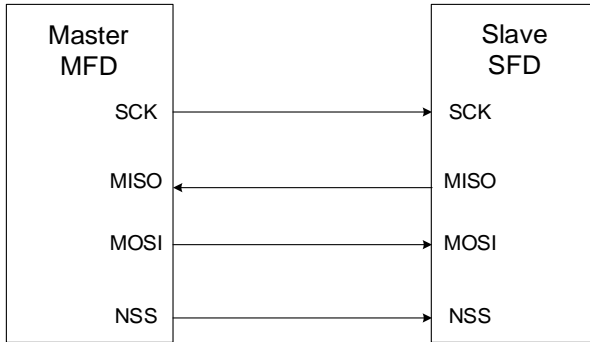 Master
MFD
Slave
SFD
SCK
SCK
MISO
MISO
MOSI
MOSI
NSS
NSS